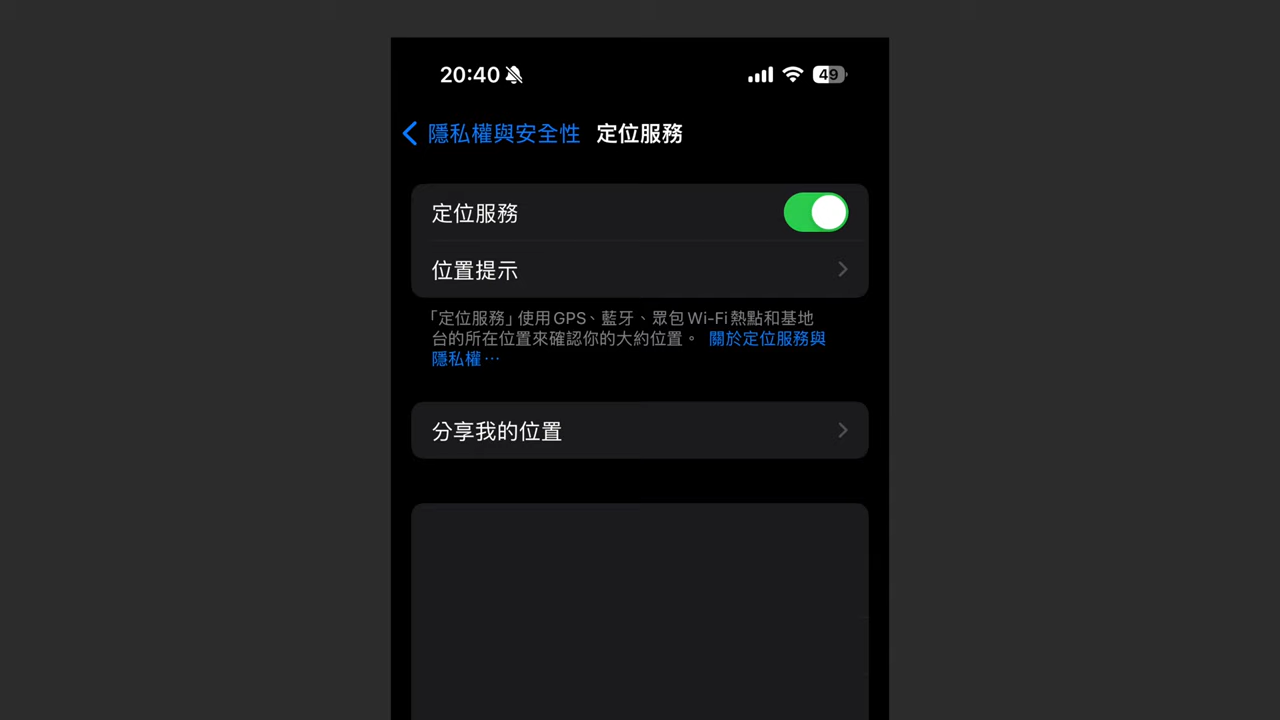 20:40
49
隱私權與安全性 定位服務
定位服務
位置提示
「定位服務」使用 GPS、藍牙、眾包 Wi-Fi 熱點和基地
台的所在位置來確認你的大約位置。 關於定位服務與
隱私權⋯
分享我的位置